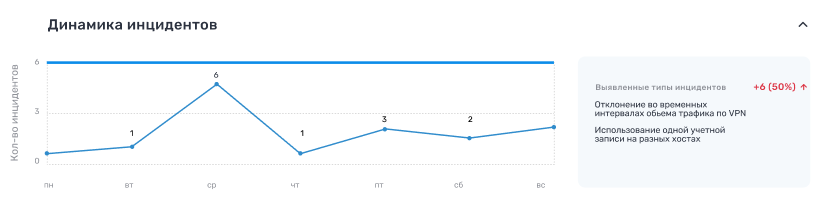 Динамика инцидентов
Кол-во инцидентов
6
3
0
1
6
1
3
2
пн
вт
ср
чт
пт
сб
вс
Выявленные типы инцидентов
+6 (50%)
Отклонение во временных
интервалах обьема трафика по VPN
Использование одной учетной
записи на разных хостах